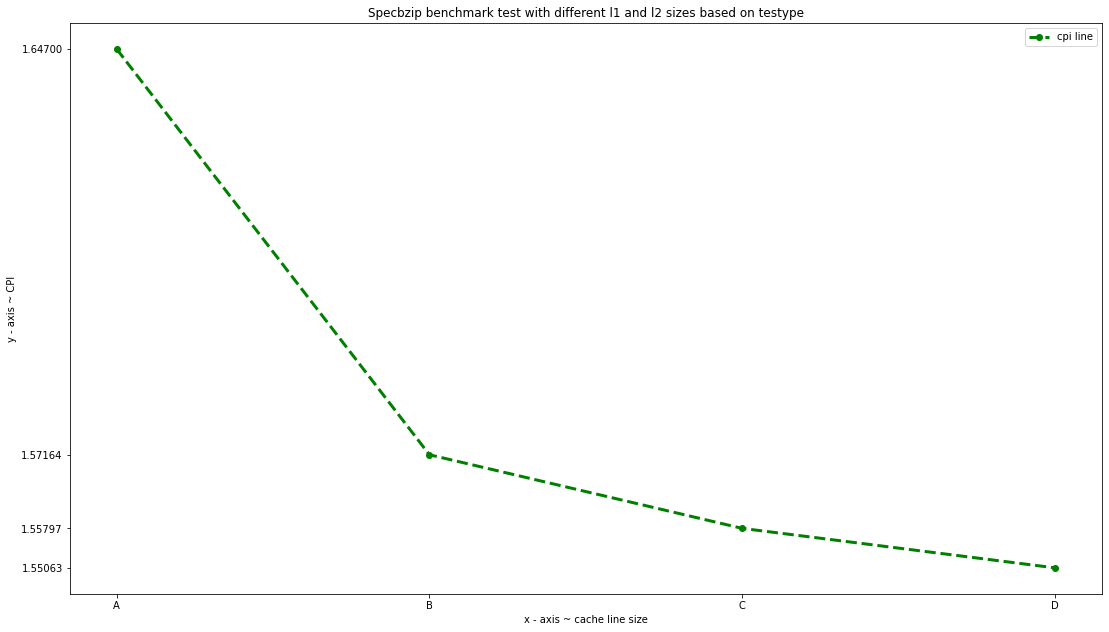 Specbzip benchmark test with different l1 and l2 sizes based on testype
cpi line
1.64700
1.57164
1.55797
1.55063
y - axis ~ CPI
A B C D
x - axis ~ cache line size